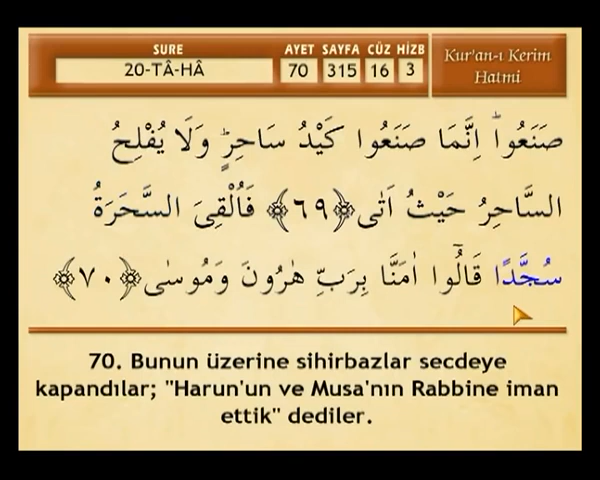 SURE AYET SAYFA CÜZ HİZB
20-TÂ-HÂ 70 315 16 3
Kur'an-ı Kerim
Hatmi
صَنَعُواۜ اِنَّمَا صَنَعُوا كَيْدُ سَاحِرٍۜ وَلَا يُفْلِحُ
السَّاحِرُ حَيْثُ اَتٰى ﴿٦٩﴾ فَاُلْقِيَ السَّحَرَةُ
سُجَّدًا قَالُٓوا اٰمَنَّا بِرَبِّ هٰرُونَ وَمُوسٰى ﴿٧٠﴾
70. Bunun üzerine sihirbazlar secdeye
kapandılar; "Harun'un ve Musa'nın Rabbine iman
ettik" dediler.